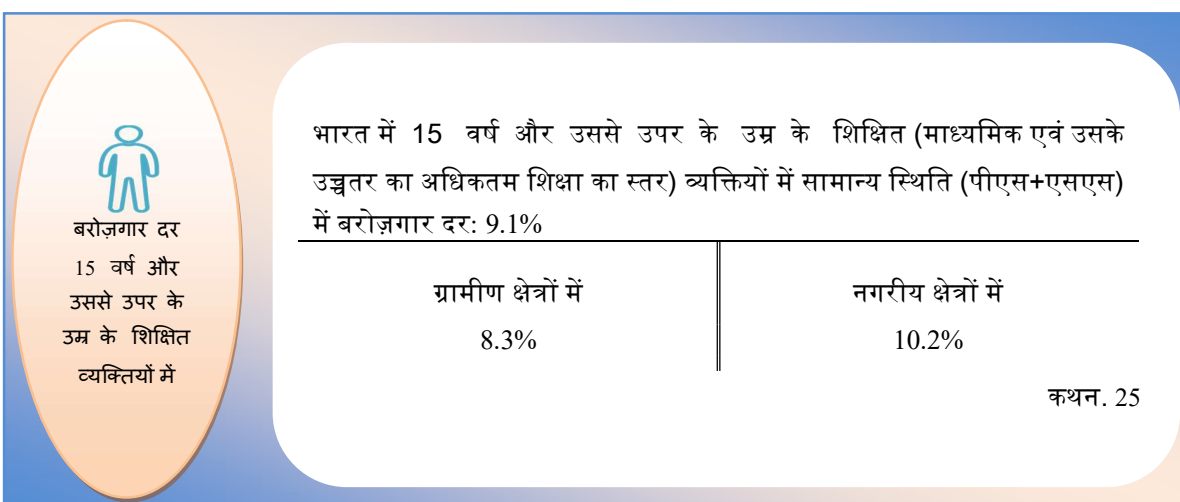 बरोज़गार दर
15 वर्ष और
उससे उपर के
उम्र के शिक्षित
व्यक्तियों में
भारत में 15 वर्ष और उससे उपर के उम्र के शिक्षित (माध्यमिक एवं उसके
उच्चतर का अधिकतम शिक्षा का स्तर) व्यक्तियों में सामान्य स्थिति (पीएस+एसएस)
में बरोज़गार दर: 9.1%
ग्रामीण क्षेत्रों में
8.3%
नगरीय क्षेत्रों में
10.2%
कथन. 25